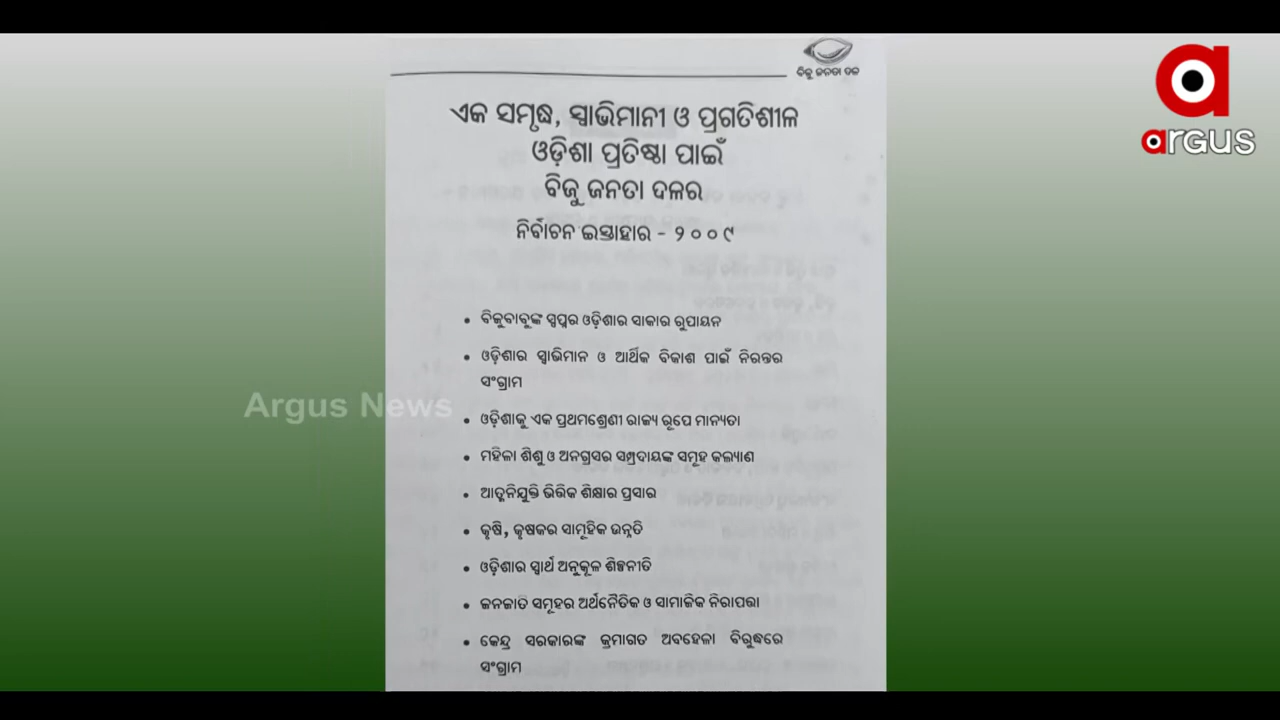 ବିଜୁ ଜନତା ଦଳ
ଏକ ସମୃଦ୍ଧ, ସ୍ୱାଭିମାନୀ ଓ ପ୍ରଗତିଶୀଳ
ଓଡ଼ିଶା ପ୍ରତିଷ୍ଠା ପାଇଁ
ବିଜୁ ଜନତା ଦଳର
ନିର୍ବାଚନ ଇସ୍ତାହାର - ୨୦୦୯
• ବିଜୁବାବୁଙ୍କ ସ୍ୱପ୍ନର ଓଡ଼ିଶାର ସାକାର ରୁପାୟନ
• ଓଡ଼ିଶାର ସ୍ୱାଭିମାନ ଓ ଆର୍ଥିକ ବିକାଶ ପାଇଁ ନିରନ୍ତର
ସଂଗ୍ରାମ
• ଓଡ଼ିଶାକୁ ଏକ ପ୍ରଥମଶ୍ରେଣୀ ରାଜ୍ୟ ରୂପେ ମାନ୍ୟତା
• ମହିଳା ଶିଶୁ ଓ ଅନଗ୍ରସର ସମ୍ପ୍ରଦାୟଙ୍କ ସମୂହ କଲ୍ୟାଣ
• ଆତ୍ମନିଯୁକ୍ତି ଭିତ୍ତିକ ଶିକ୍ଷାର ପ୍ରସାର
• କୃଷି, କୃଷକର ସାମୂହିକ ଉନ୍ନତି
• ଓଡ଼ିଶାର ସ୍ୱାର୍ଥ ଅନୁକୂଳ ଶିଳ୍ପନୀତି
• ଜନଜାତି ସମୂହର ଅର୍ଥନୈତିକ ଓ ସାମାଜିକ ନିରାପତ୍ତା
• କେନ୍ଦ୍ର ସରକାରଙ୍କ କ୍ରମାଗତ ଅବହେଳା ବିରୁଦ୍ଧରେ
ସଂଗ୍ରାମ
argus
Argus News